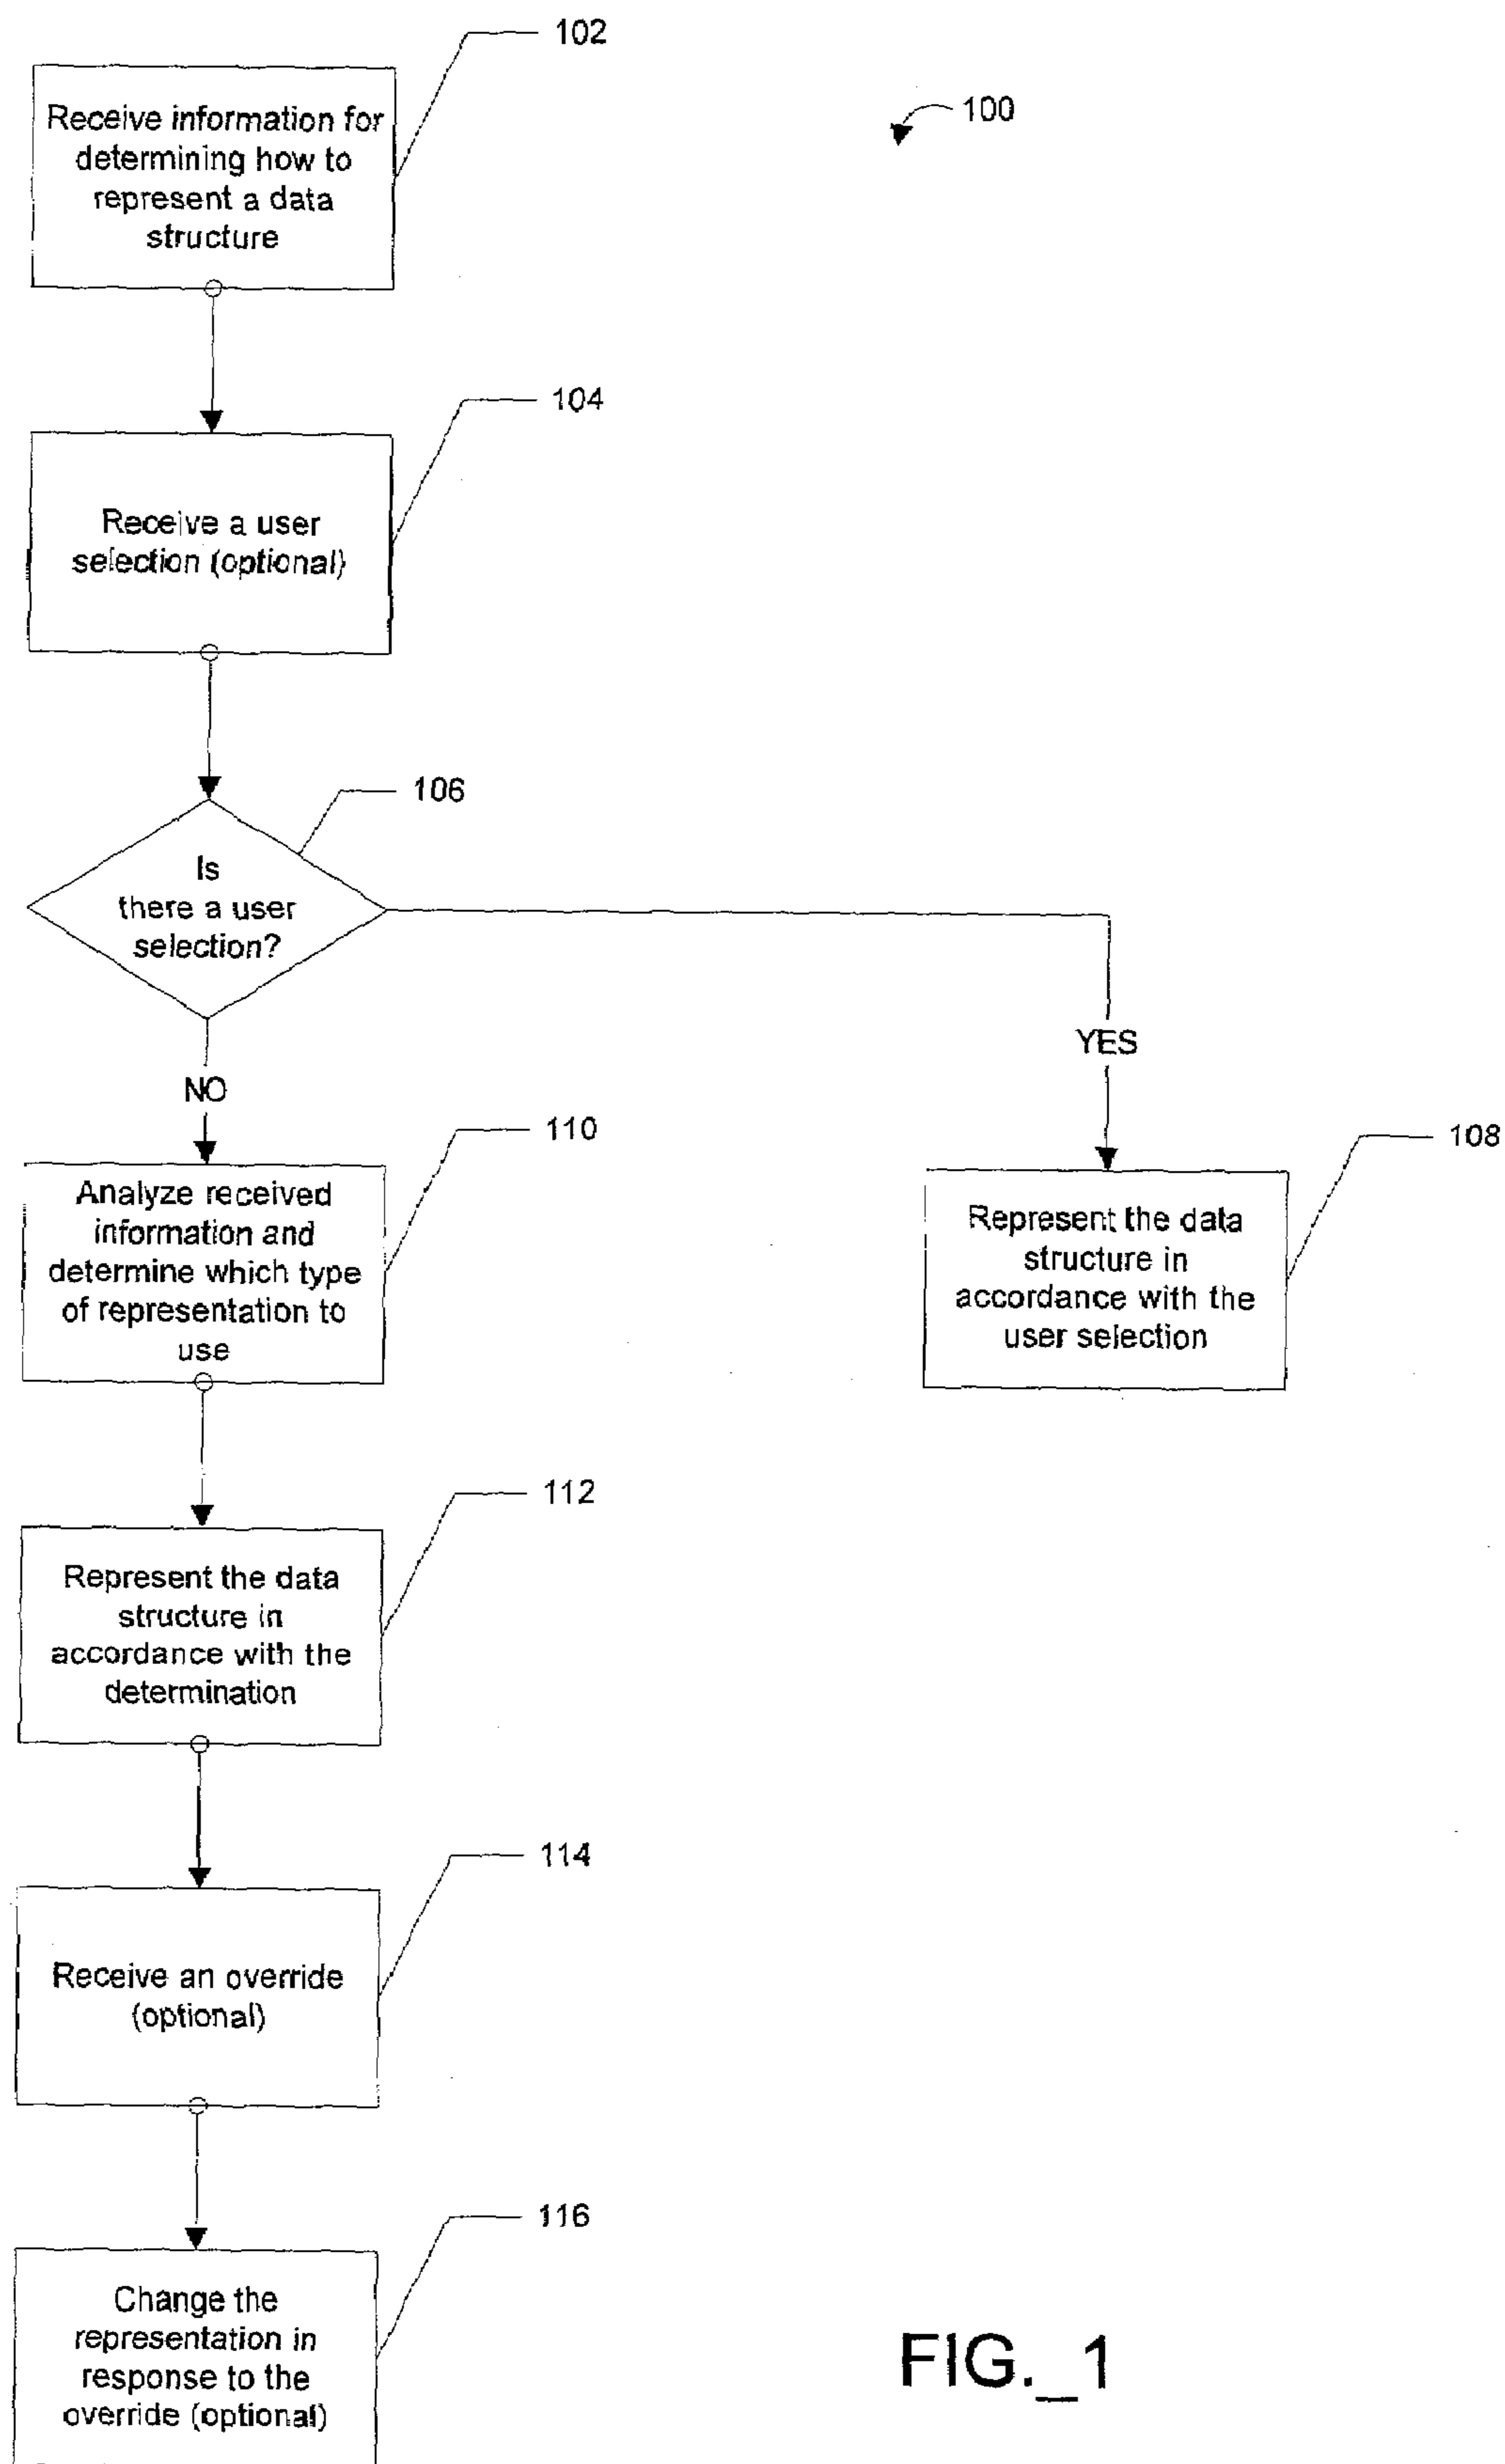 102
100
Receive information for
determining how to
represent a data
structure
104
Receive a user
selection (optional)
106
Is
there a user
selection?
YES
NO
110
108
Analyze received
information and
determine which type
of representation to
use
Represent the data
structure in
accordance with the
user selection
112
Represent the data
structure in
accordance with the
determination
114
Receive an override
(optional)
116
Change the
representation in
response to the
override (optional)
FIG._1